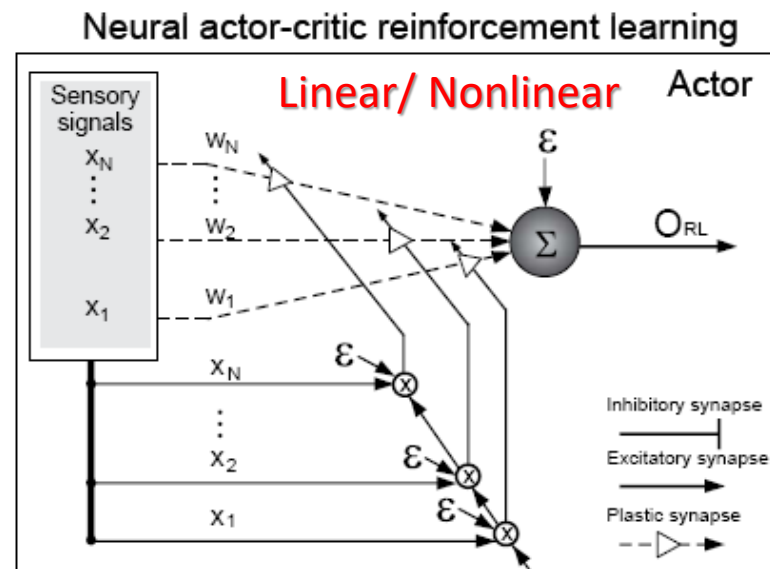 Neural actor-critic reinforcement learning
Linear/ Nonlinear
Actor
Sensory
signals
x_N
⋮
x_2
x_1
w_N
⋮
w_2
w_1
ε
Σ
O_RL
x_N
⋮
x_2
x_1
ε
x
ε
x
ε
x
Inhibitory synapse
Excitatory synapse
Plastic synapse